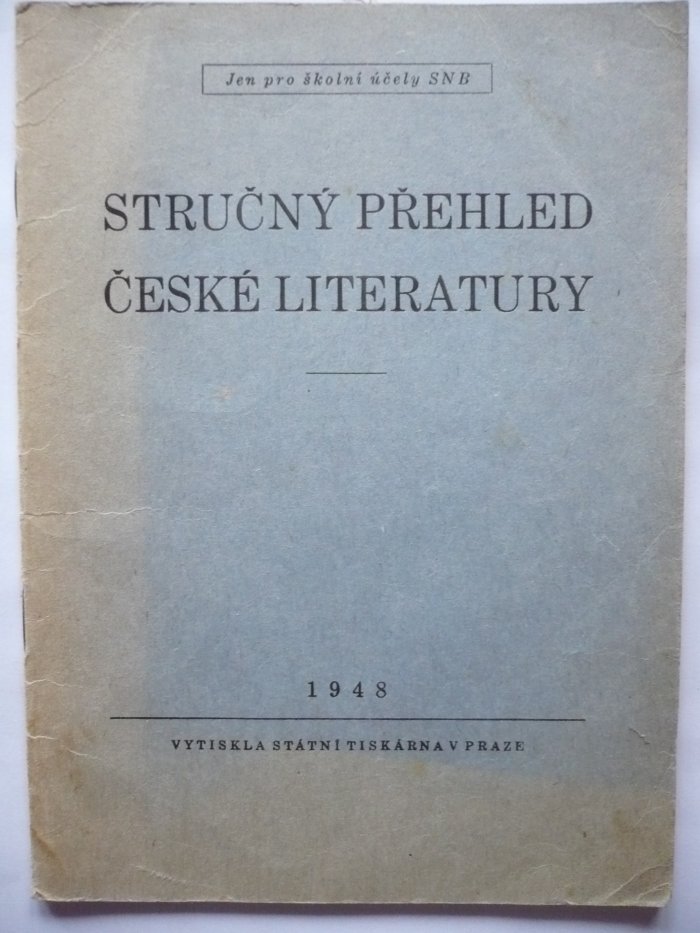 Jen pro školní účely SNB
STRUČNÝ PŘEHLED
ČESKÉ LITERATURY
1948
VYTISKLA STÁTNÍ TISKÁRNA V PRAZE